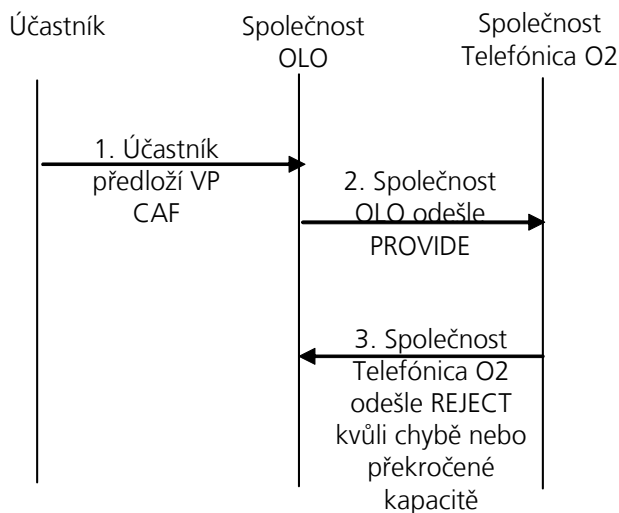 Účastník
Společnost
OLO
Společnost
Telefónica O2
1. Účastník
předloží VP
CAF
2. Společnost
OLO odešle
PROVIDE
3. Společnost
Telefónica O2
odešle REJECT
kvůli chybě nebo
překročené
kapacitě